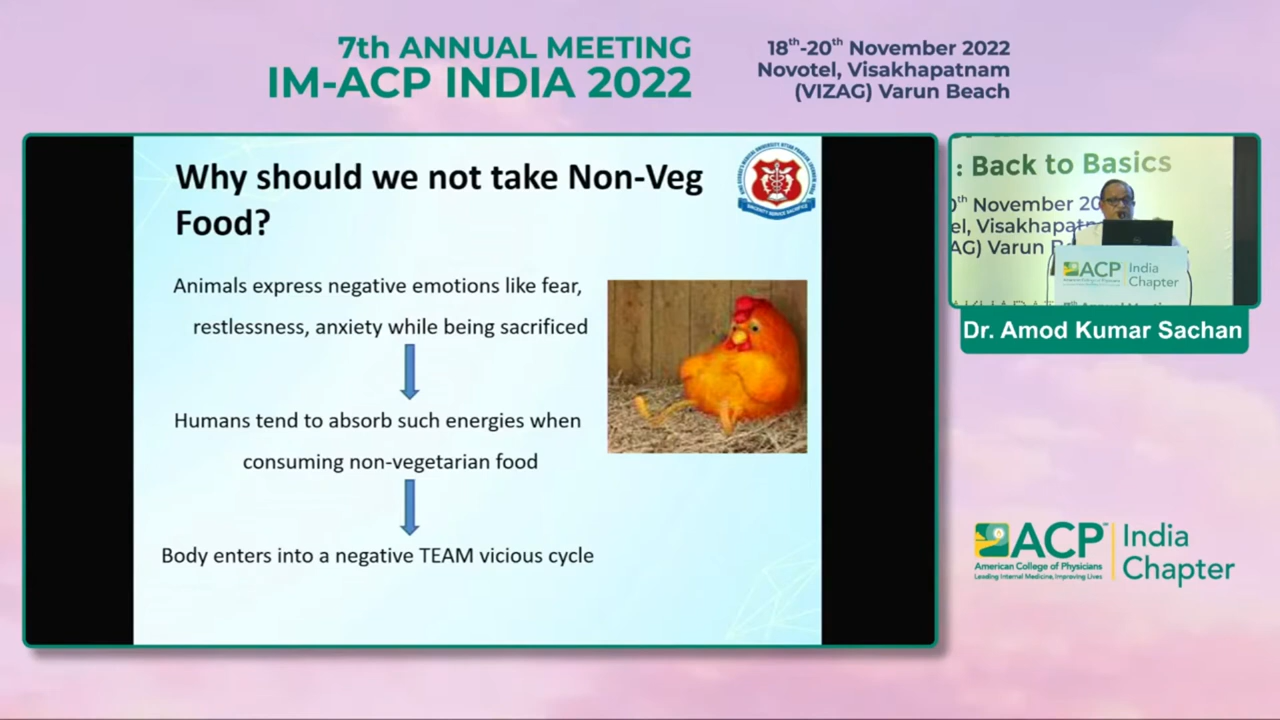 7th ANNUAL MEETING
IM-ACP INDIA 2022
18th-20th November 2022
Novotel, Visakhapatnam
(VIZAG) Varun Beach
Why should we not take Non-Veg
Food?
Animals express negative emotions like fear,
restlessness, anxiety while being sacrificed
Humans tend to absorb such energies when
consuming non-vegetarian food
Body enters into a negative TEAM vicious cycle
: Back to Basics
th November 20
el, Visakhapatn
AG) Varun B
ACP India
Chapter
Dr. Amod Kumar Sachan
ACP India
American College of Physicians Chapter
Leading Internal Medicine, Improving Lives